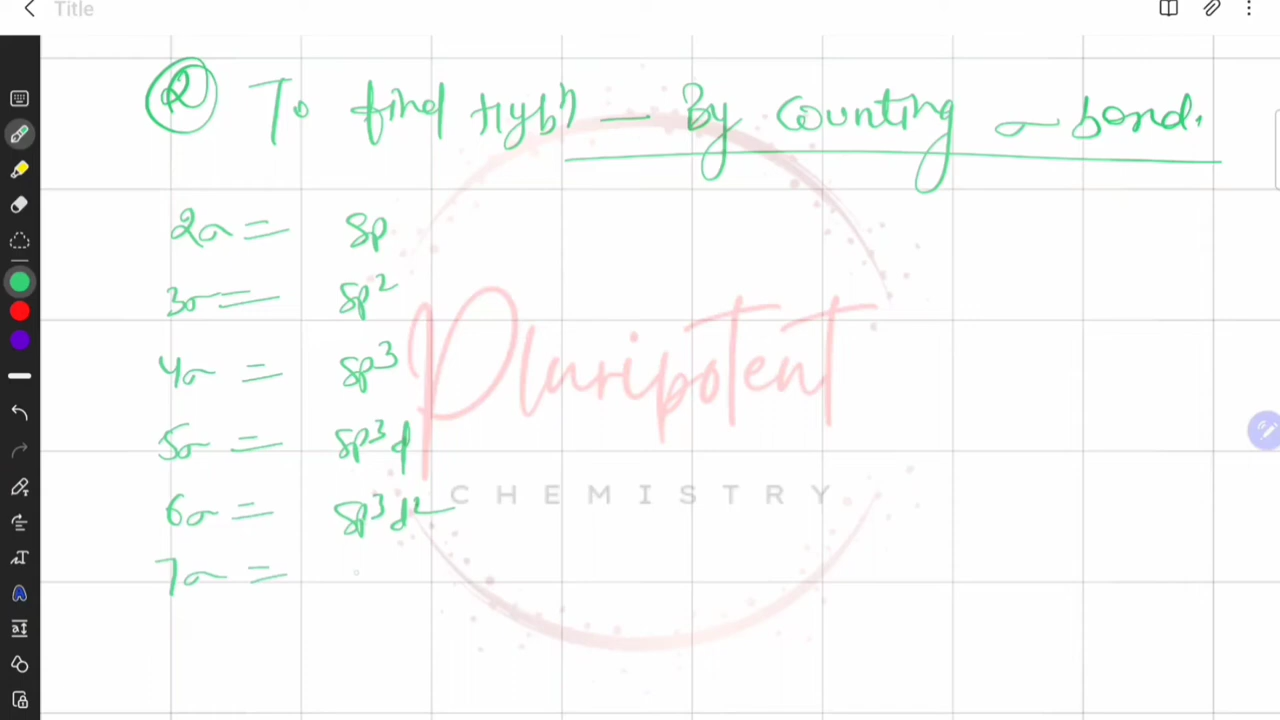 Title
② To find Hybⁿ — By Counting σ bond.
2σ = sp
3σ = sp²
4σ = sp³
5σ = sp³d
6σ = sp³d²
7σ =
Pluripotent
CHEMISTRY